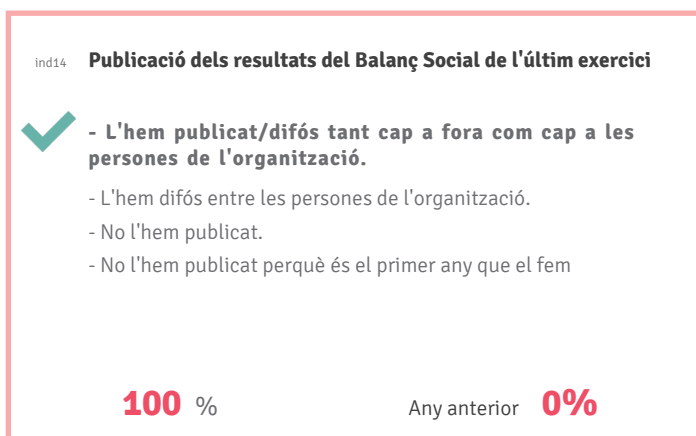 ind14 Publicació dels resultats del Balanç Social de l'últim exercici
- L'hem publicat/difós tant cap a fora com cap a les
persones de l'organització.
- L'hem difós entre les persones de l'organització.
- No l'hem publicat.
- No l'hem publicat perquè és el primer any que el fem
100 % Any anterior 0%